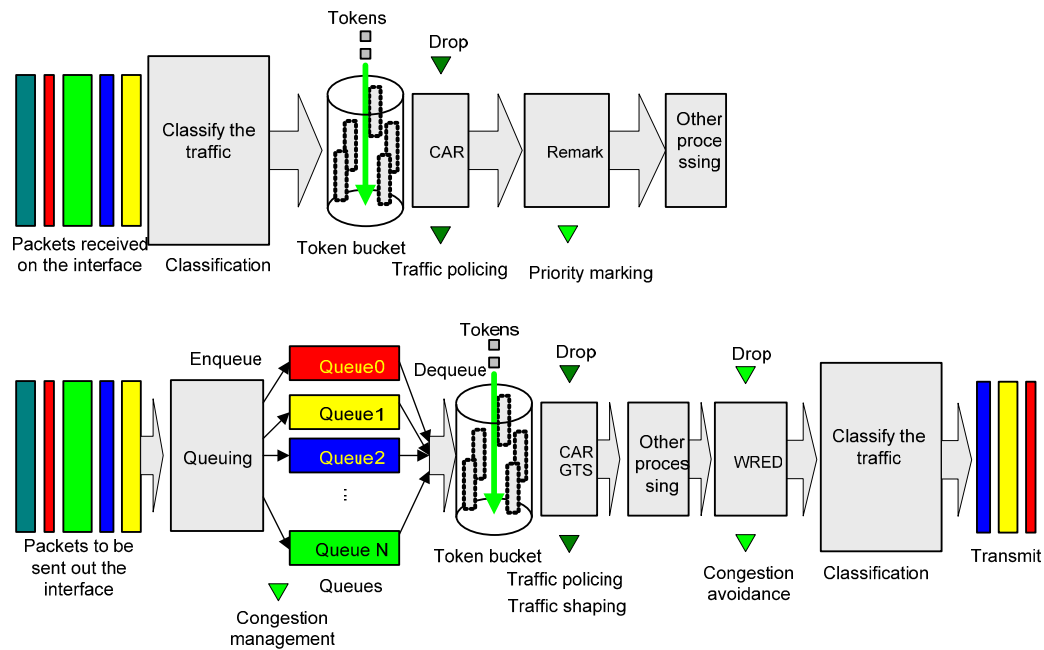 Tokens
Drop
Classify the
traffic
CAR
Remark
Other
proce
ssing
Packets received
on the interface
Classification
Token bucket
Traffic policing
Priority marking
Tokens
Enqueue
Queue0
Dequeue
Drop
Drop
Queue1
Queuing
Queue2
...
Queue N
CAR
GTS
Other
proces
sing
WRED
Classify the
traffic
Packets to be
sent out the
interface
Queues
Congestion
management
Token bucket
Traffic policing
Traffic shaping
Congestion
avoidance
Classification
Transmit